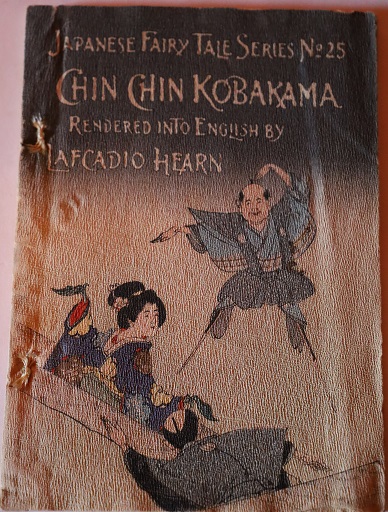 JAPANESE FAIRY TALE SERIES No 25
CHIN CHIN KOBAKAMA
RENDERED INTO ENGLISH BY
LAFCADIO HEARN